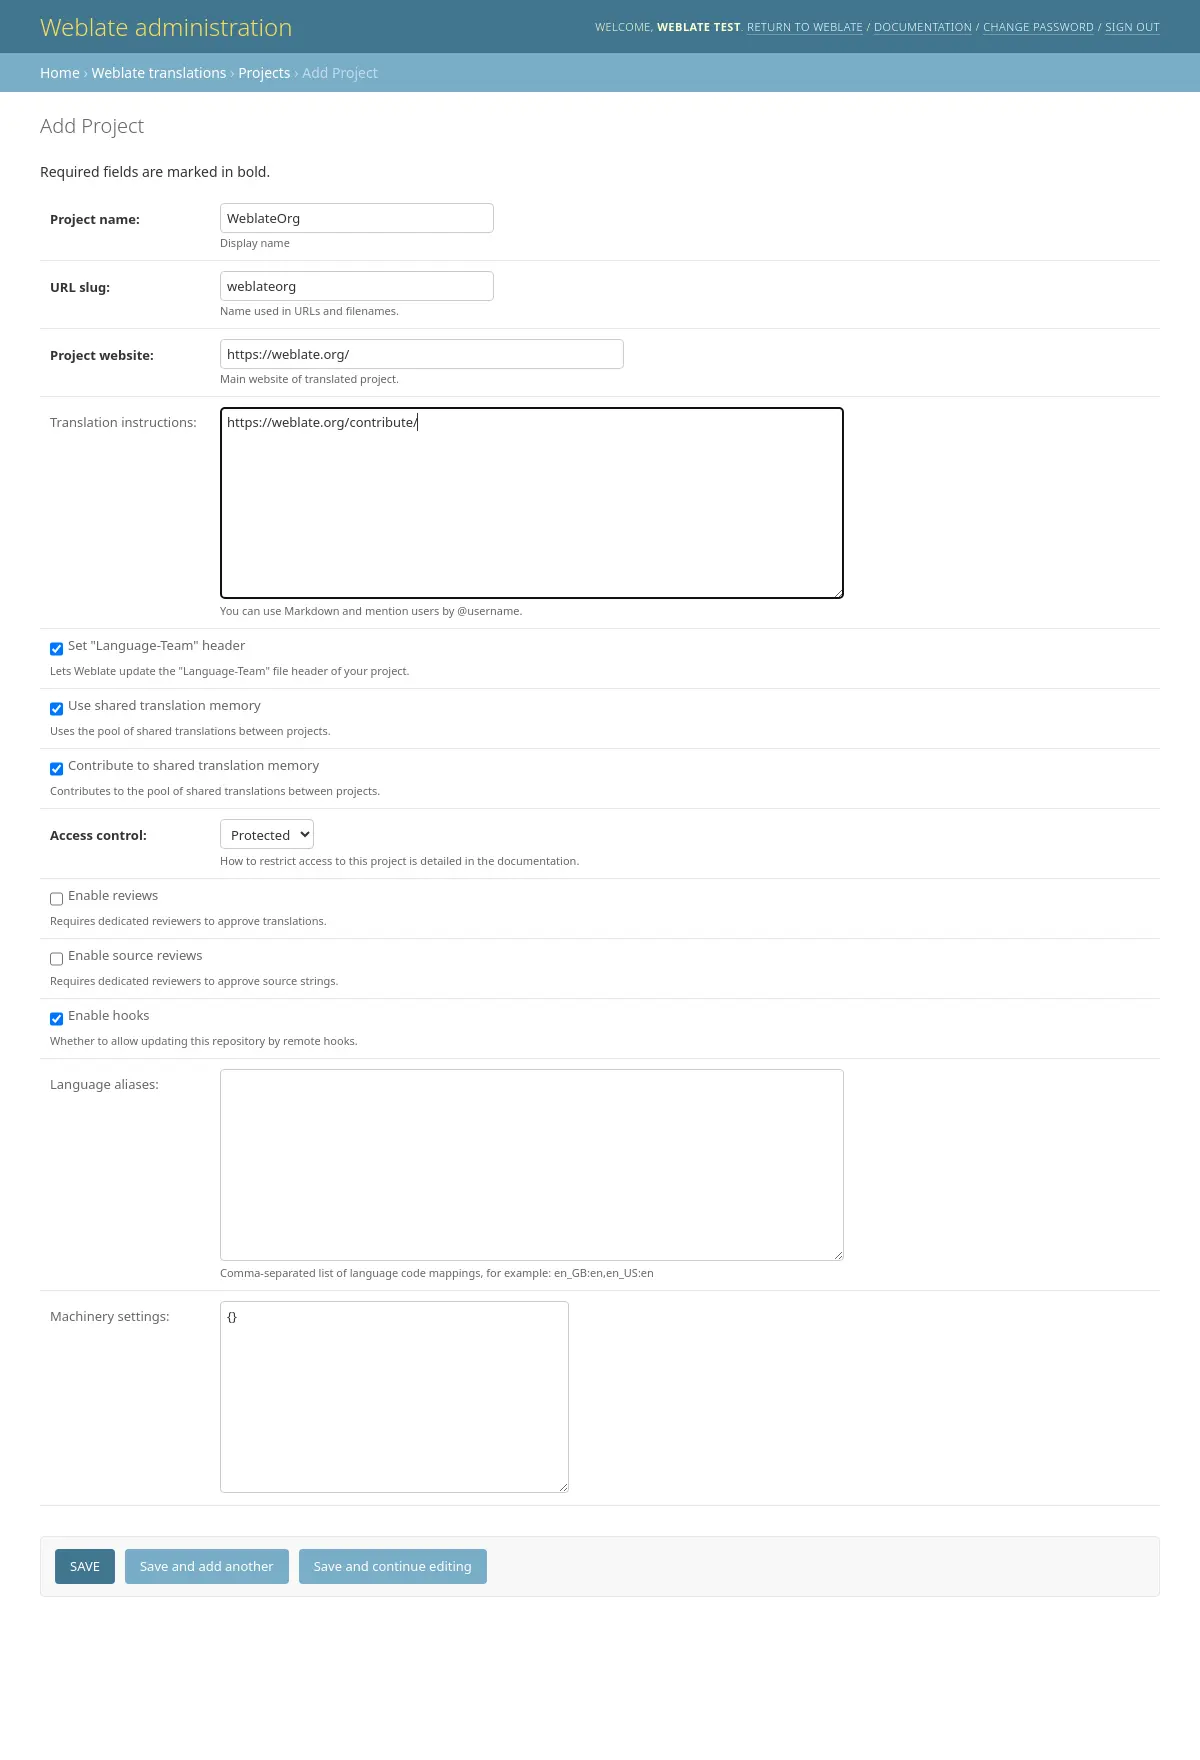 Weblate administration
WELCOME, WEBLATE TEST. RETURN TO WEBLATE / DOCUMENTATION / CHANGE PASSWORD / SIGN OUT
Home › Weblate translations › Projects › Add Project
Add Project
Required fields are marked in bold.
Project name: WeblateOrg
Display name
URL slug: weblateorg
Name used in URLs and filenames.
Project website: https://weblate.org/
Main website of translated project.
Translation instructions: https://weblate.org/contribute/
You can use Markdown and mention users by @username.
Set "Language-Team" header
Lets Weblate update the "Language-Team" file header of your project.
Use shared translation memory
Uses the pool of shared translations between projects.
Contribute to shared translation memory
Contributes to the pool of shared translations between projects.
Access control: Protected
How to restrict access to this project is detailed in the documentation.
Enable reviews
Requires dedicated reviewers to approve translations.
Enable source reviews
Requires dedicated reviewers to approve source strings.
Enable hooks
Whether to allow updating this repository by remote hooks.
Language aliases:
Comma-separated list of language code mappings, for example: en_GB:en,en_US:en
Machinery settings: {}
SAVE Save and add another Save and continue editing